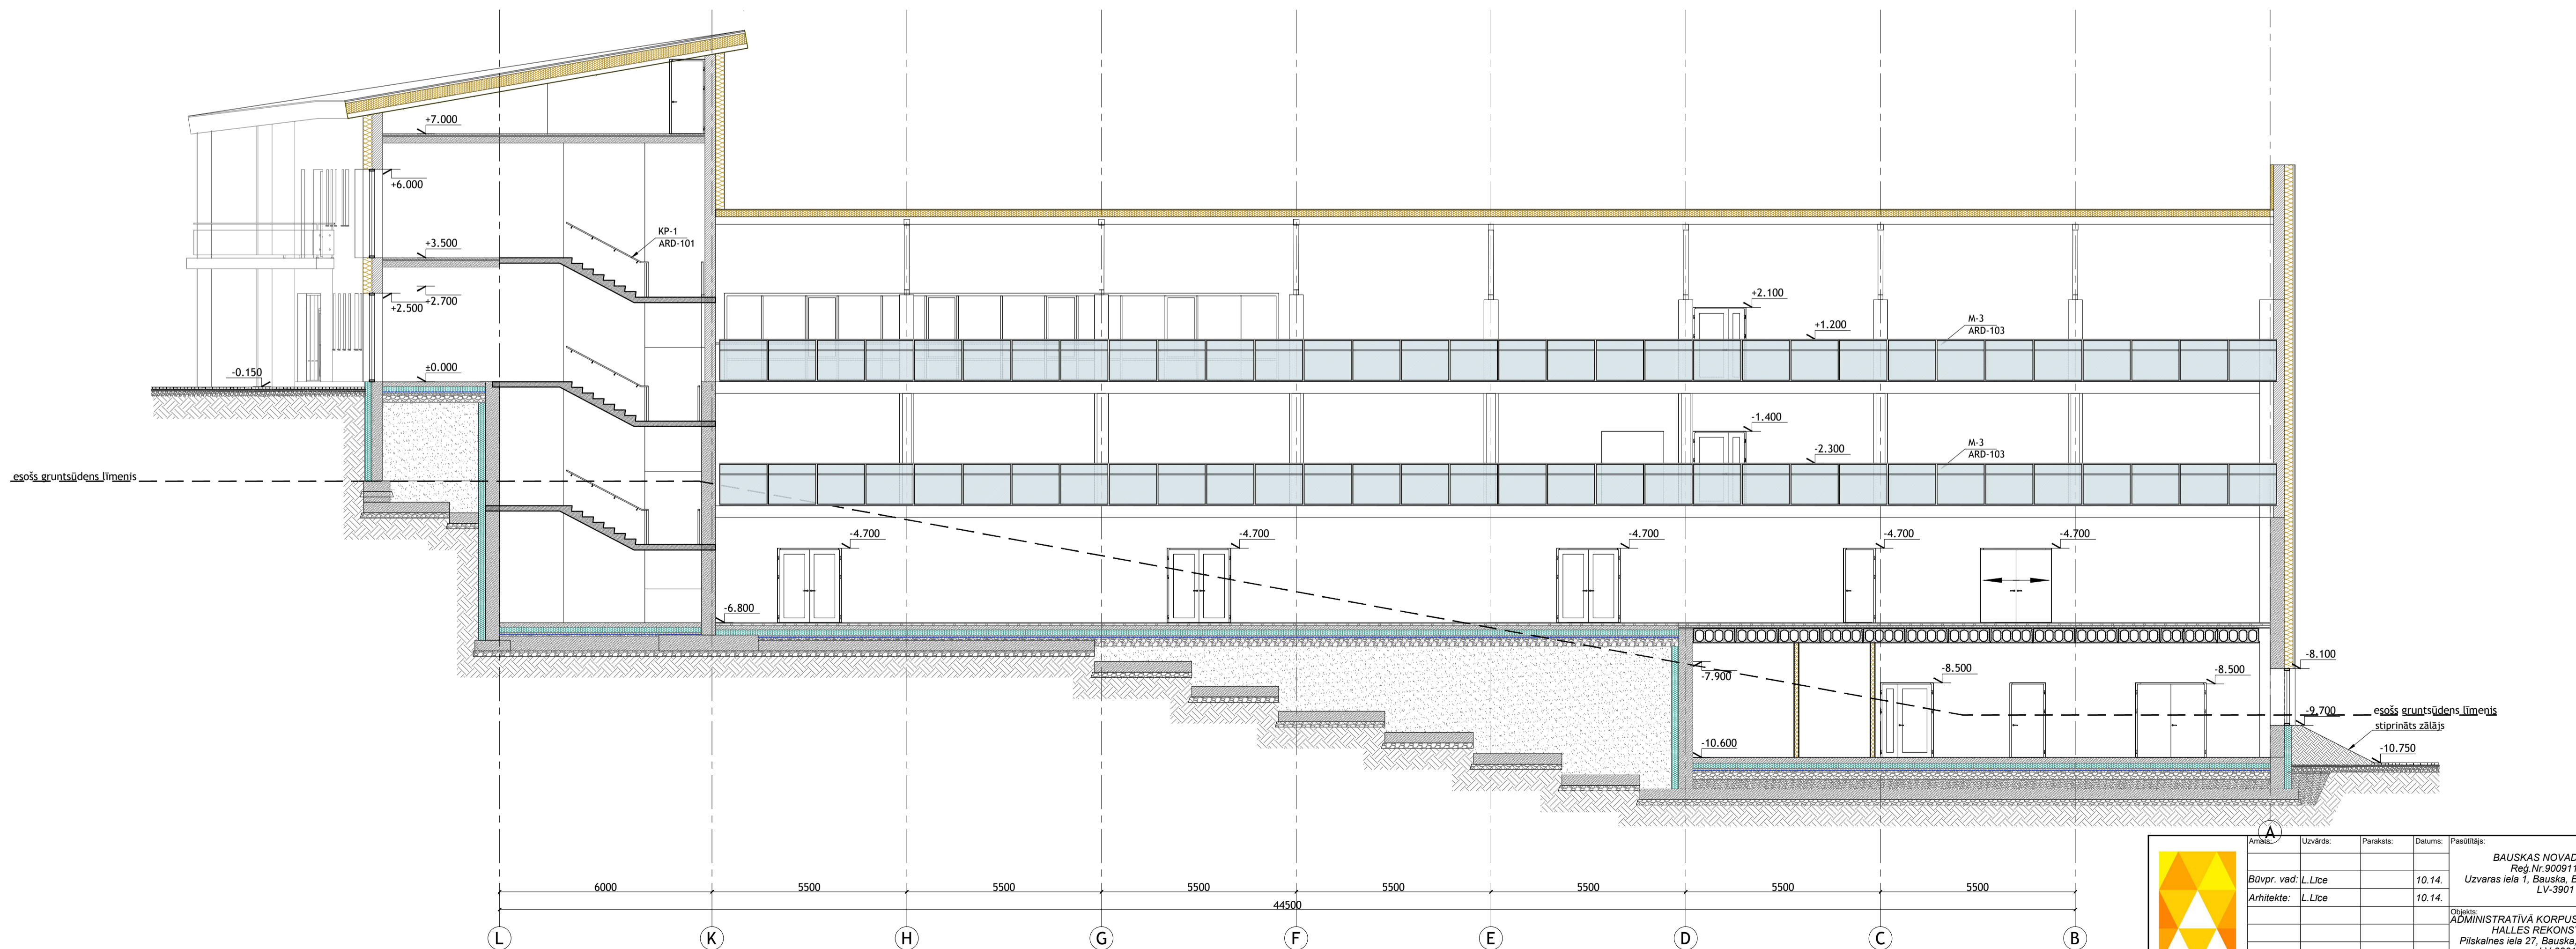 +7.000
+6.000
KP-1
ARD-101
+3.500
+2.700
+2.500
+2.100
M-3
ARD-103
+1.200
-0.150
±0.000
-1.400
M-3
ARD-103
-2.300
esošs gruntsūdens līmenis
-4.700
-4.700
-4.700
-4.700
-4.700
-6.800
-8.100
-7.900
-8.500
-8.500
-9.700
esošs gruntsūdens līmenis
stiprināts zālājs
-10.600
-10.750
A
6000
5500
5500
5500
5500
5500
5500
5500
44500
L
K
H
G
F
E
D
C
B
Amats:
Uzvārds:
Paraksts:
Datums:
Pasūtītājs:
BAUSKAS NOVAD
Reģ.Nr.900911
Uzvaras iela 1, Bauska, B
LV-3901
Būvpr. vad:
L.Līce
10.14.
Arhitekte:
L.Līce
10.14.
Objekts:
ADMINISTRATĪVĀ KORPUS
HALLES REKONS
Pilskalnes iela 27, Bauska